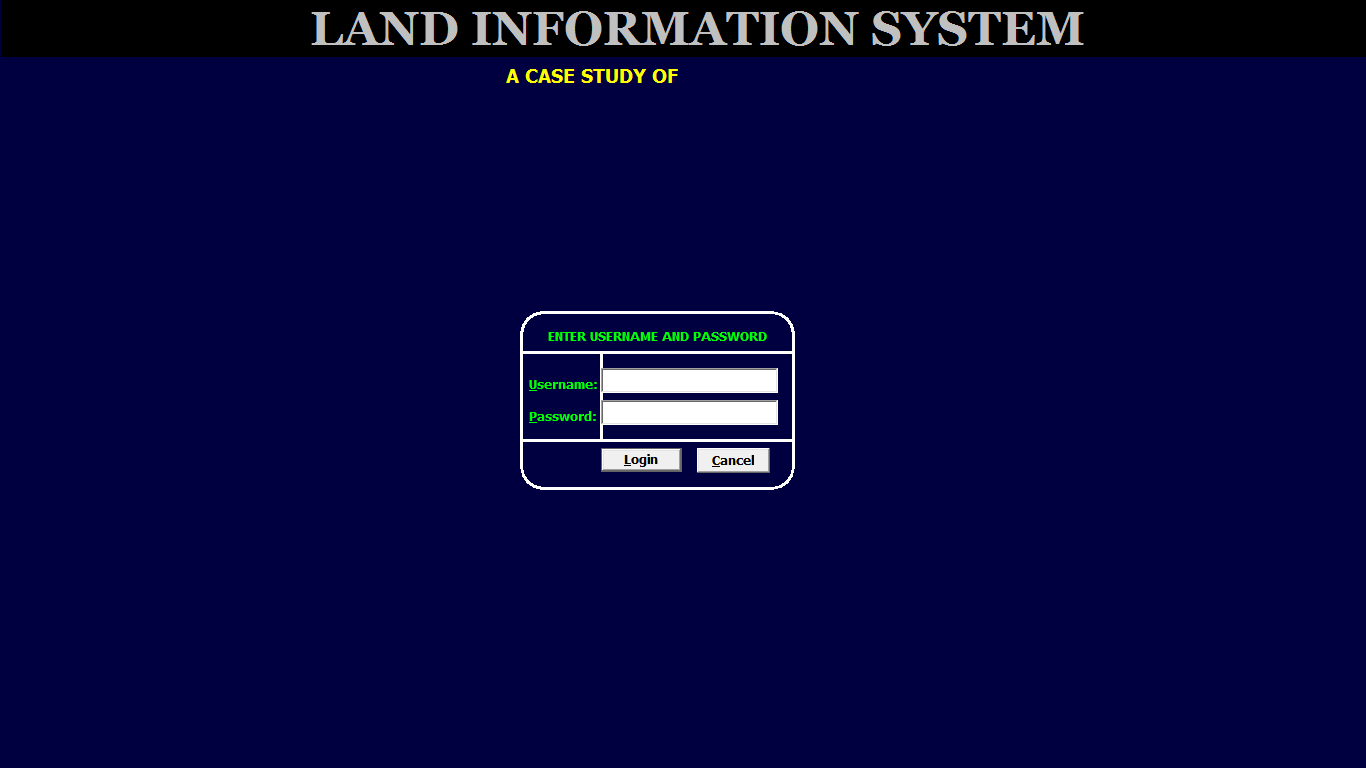 LAND INFORMATION SYSTEM
A CASE STUDY OF
ENTER USERNAME AND PASSWORD
Username:
Password:
Login Cancel